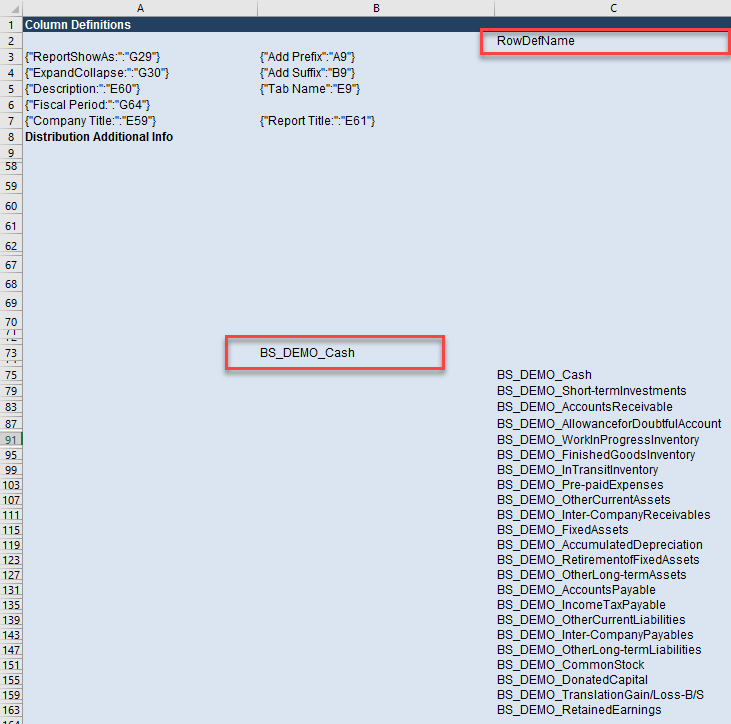 A B C
1 Column Definitions
2 RowDefName
3 {"ReportShowAs:":"G29"} {"Add Prefix":"A9"}
4 {"ExpandCollapse:":"G30"} {"Add Suffix":"B9"}
5 {"Description:":"E60"} {"Tab Name":"E9"}
6 {"Fiscal Period:":"G64"}
7 {"Company Title:":"E59"} {"Report Title:":"E61"}
8 Distribution Additional Info
9
58
59
60
61
62
67
68
69
70
71
73 BS_DEMO_Cash
75 BS_DEMO_Cash
79 BS_DEMO_Short-termInvestments
83 BS_DEMO_AccountsReceivable
87 BS_DEMO_AllowanceforDoubtfulAccount
91 BS_DEMO_WorkInProgressInventory
95 BS_DEMO_FinishedGoodsInventory
99 BS_DEMO_InTransitInventory
103 BS_DEMO_Pre-paidExpenses
107 BS_DEMO_OtherCurrentAssets
111 BS_DEMO_Inter-CompanyReceivables
115 BS_DEMO_FixedAssets
119 BS_DEMO_AccumulatedDepreciation
123 BS_DEMO_RetirementofFixedAssets
127 BS_DEMO_OtherLong-termAssets
131 BS_DEMO_AccountsPayable
135 BS_DEMO_IncomeTaxPayable
139 BS_DEMO_OtherCurrentLiabilities
143 BS_DEMO_Inter-CompanyPayables
147 BS_DEMO_OtherLong-termLiabilities
151 BS_DEMO_CommonStock
155 BS_DEMO_DonatedCapital
159 BS_DEMO_TranslationGain/Loss-B/S
163 BS_DEMO_RetainedEarnings